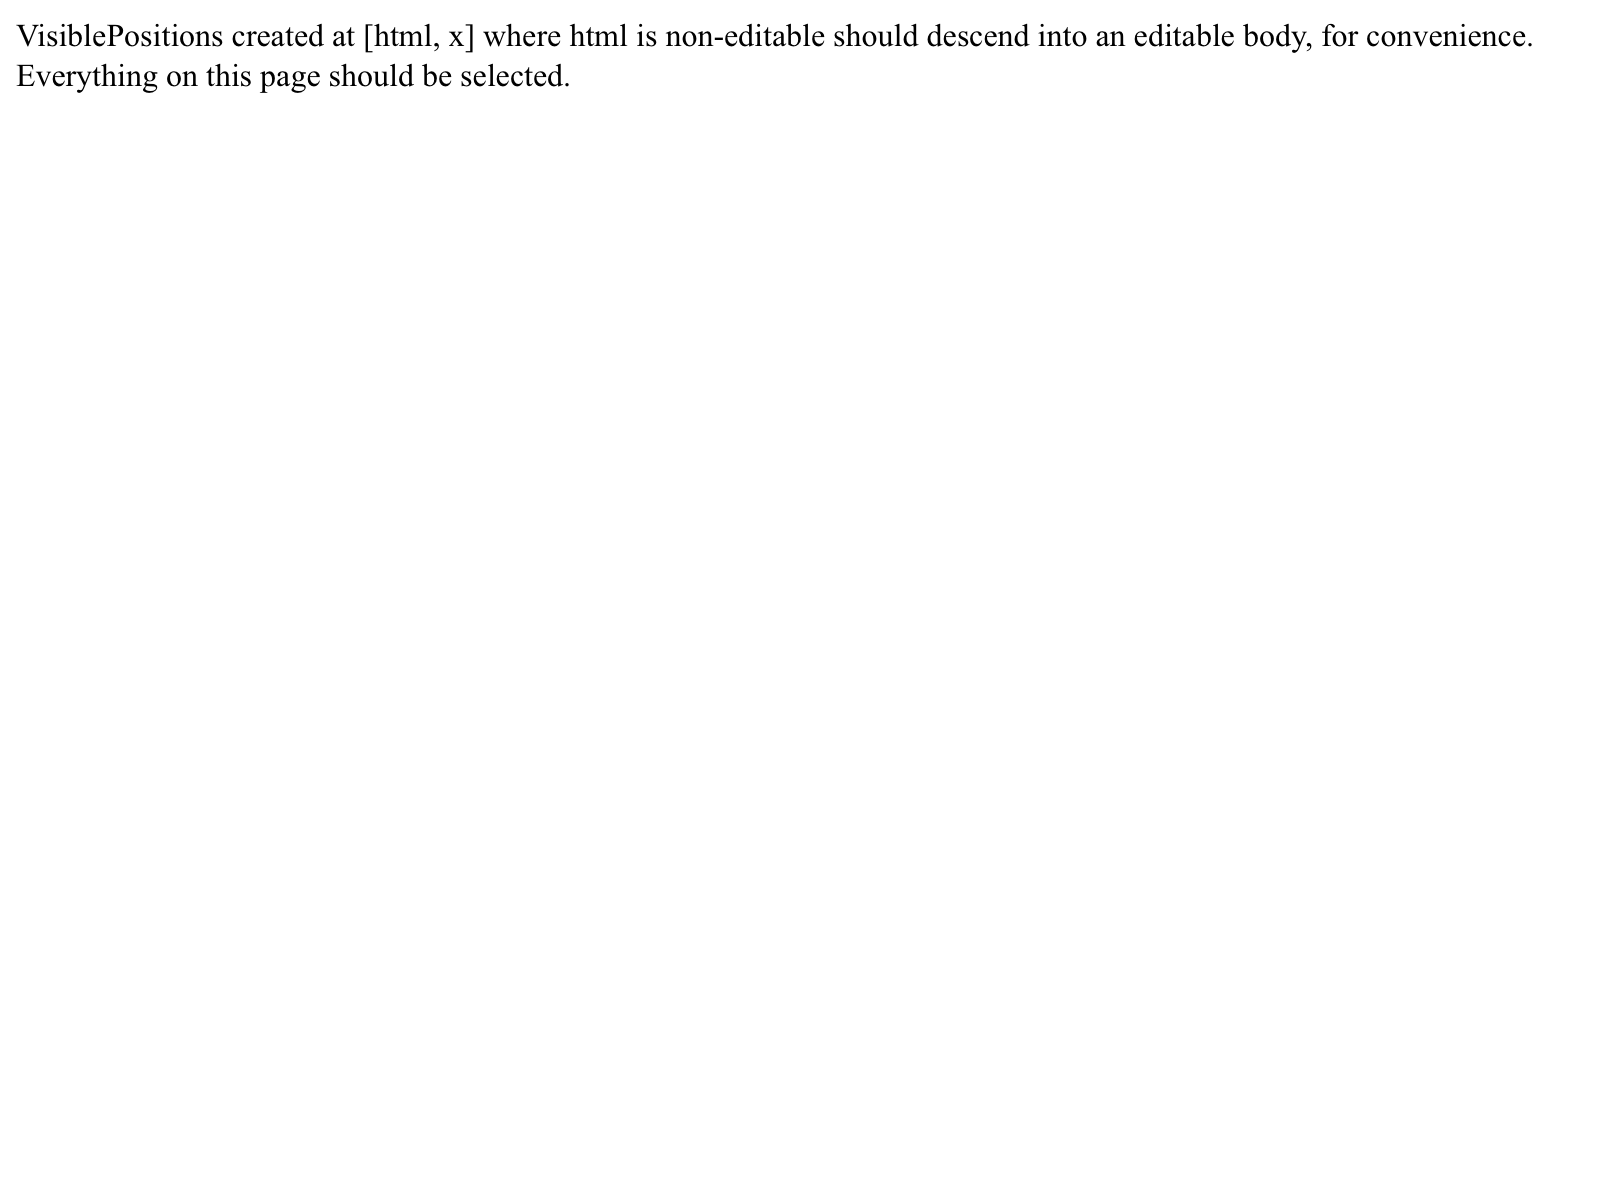 VisiblePositions created at [html, x] where html is non-editable should descend into an editable body, for convenience.
Everything on this page should be selected.